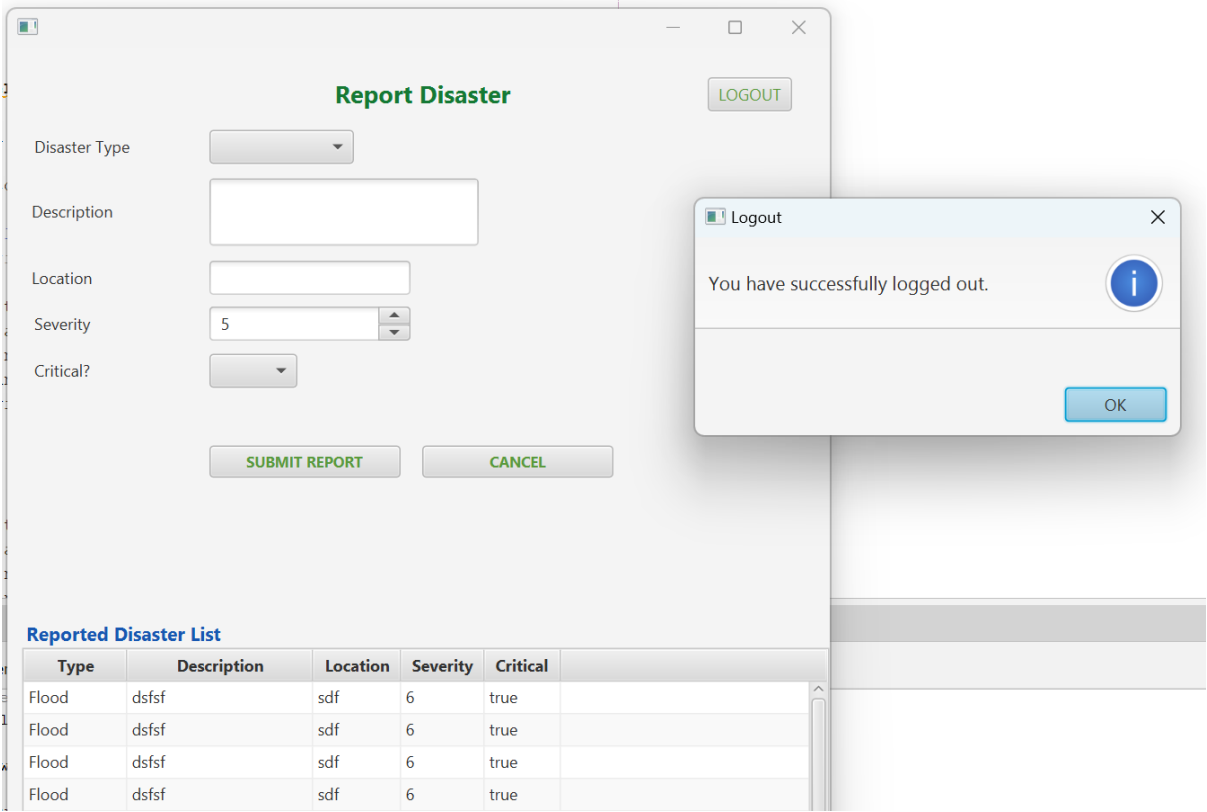 Report Disaster
LOGOUT
Disaster Type
Description
Location
Severity
5
Critical?
SUBMIT REPORT
CANCEL
Logout
You have successfully logged out.
i
OK
Reported Disaster List
Type Description Location Severity Critical
Flood dsfsf sdf 6 true
Flood dsfsf sdf 6 true
Flood dsfsf sdf 6 true
Flood dsfsf sdf 6 true